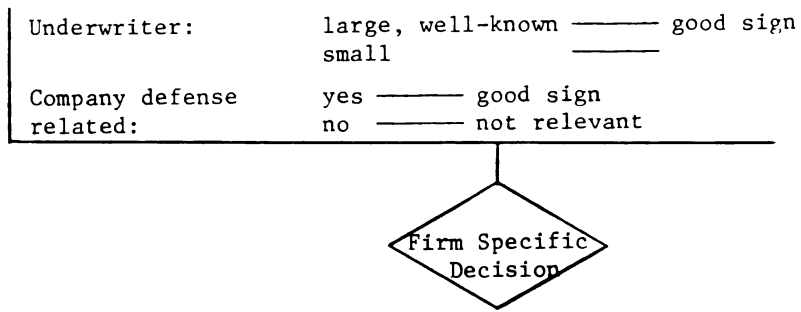 Underwriter: large, well-known ——— good sign
small ———
Company defense yes ——— good sign
related: no ——— not relevant
Firm Specific
Decision